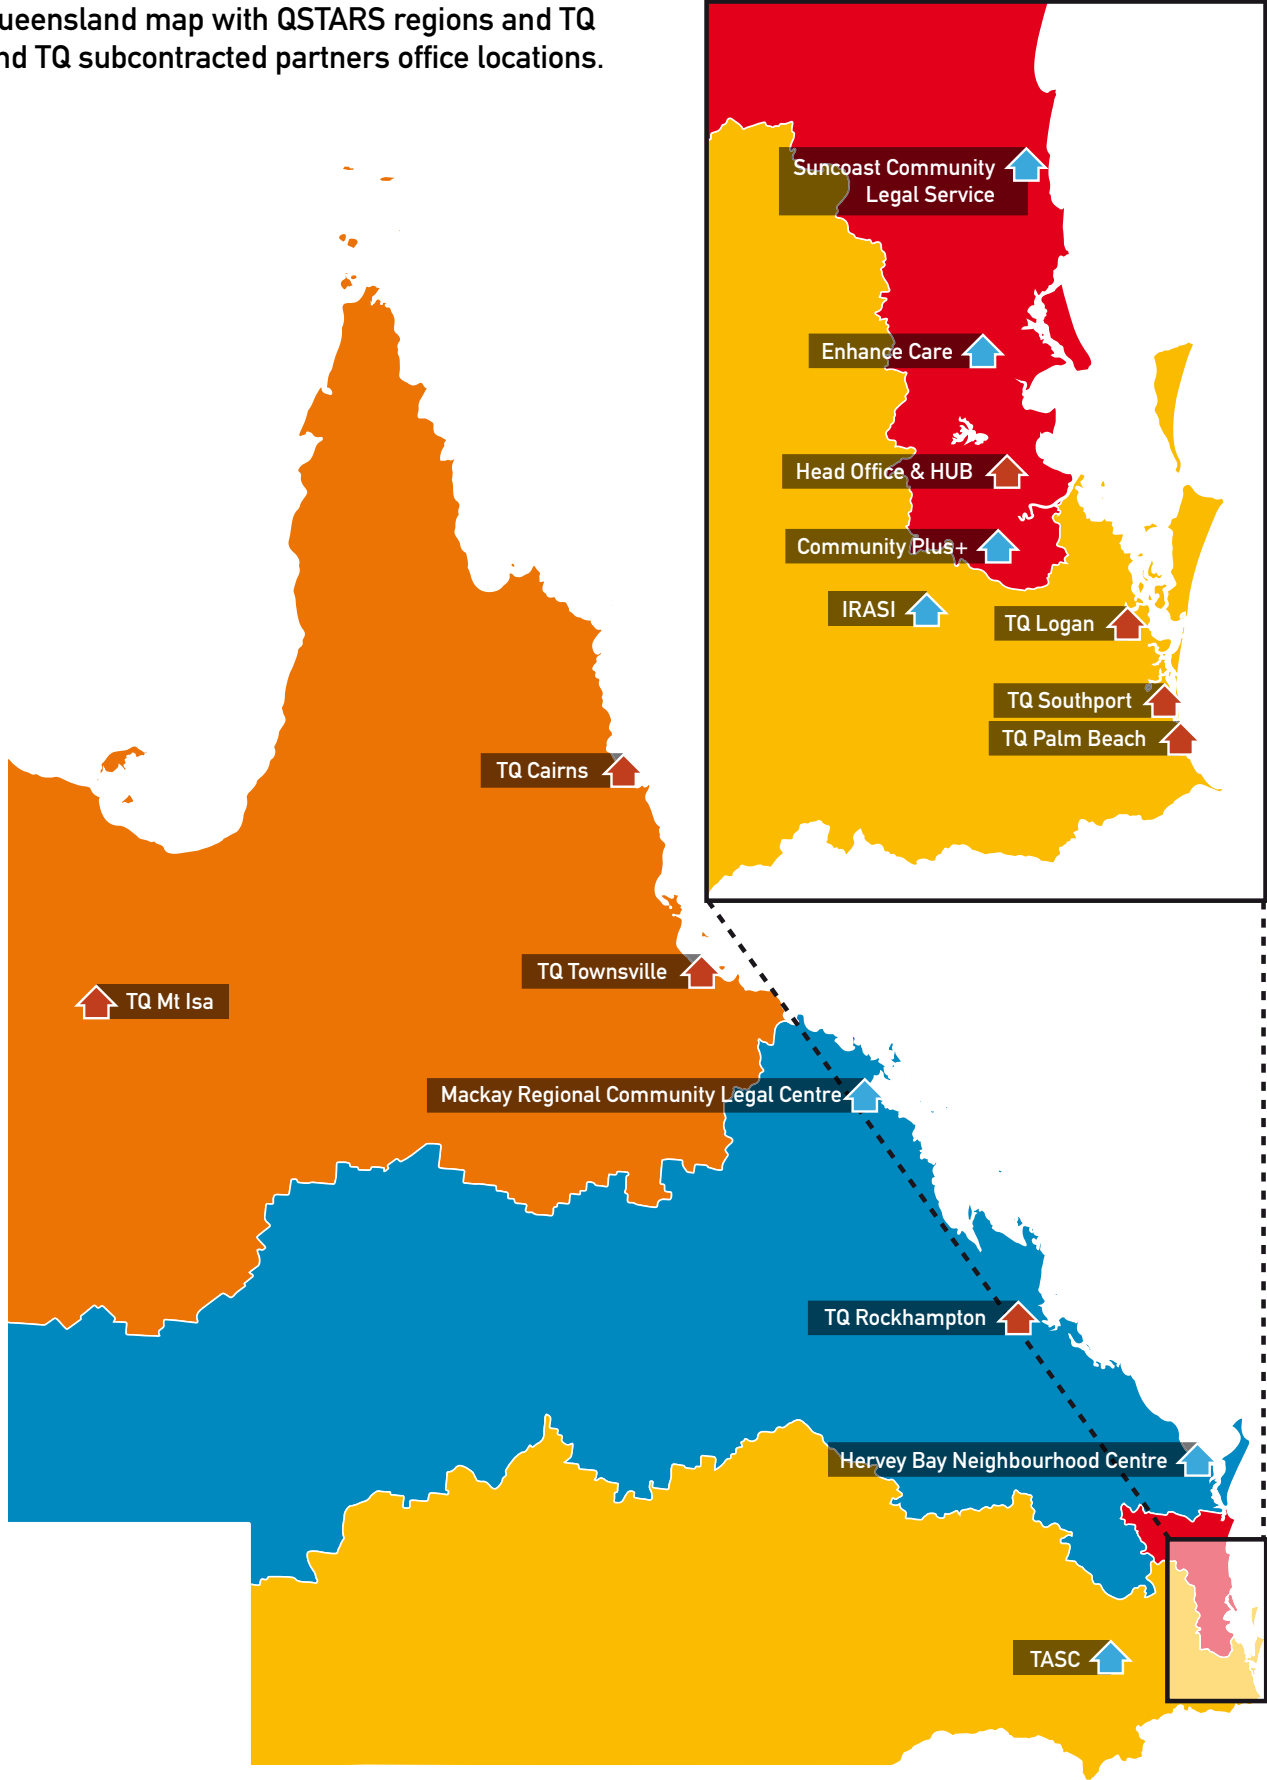 ueensland map with QSTARS regions and TQ
nd TQ subcontracted partners office locations.
Suncoast Community
Legal Service
Enhance Care
Head Office & HUB
Community Plus+
IRASI
TQ Logan
TQ Southport
TQ Palm Beach
TQ Cairns
TQ Townsville
TQ Mt Isa
Mackay Regional Community Legal Centre
TQ Rockhampton
Hervey Bay Neighbourhood Centre
TASC